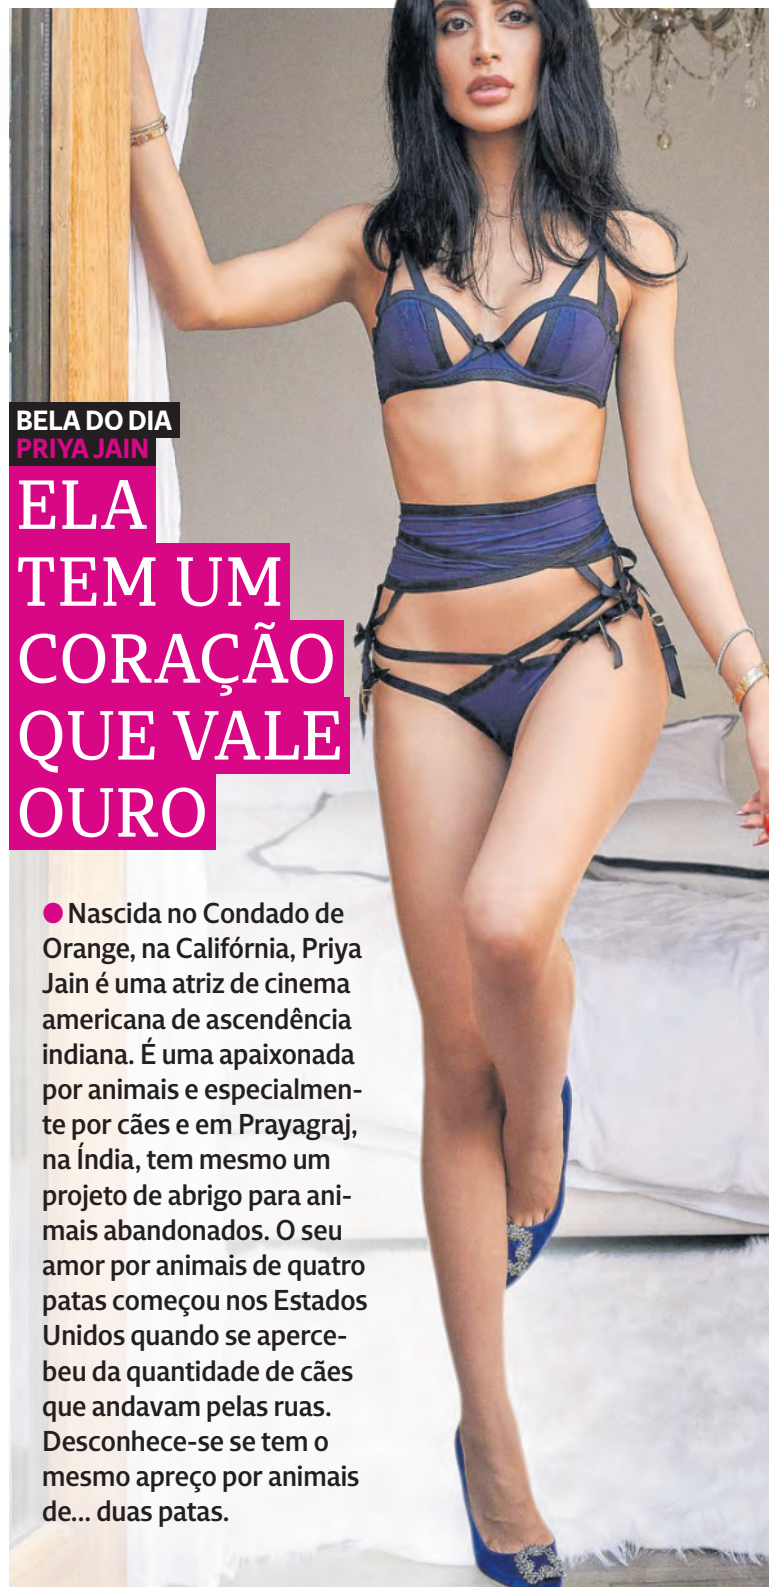 BELA DO DIA
PRIYA JAIN
ELA
TEM UM
CORAÇÃO
QUE VALE
OURO
● Nascida no Condado de
Orange, na Califórnia, Priya
Jain é uma atriz de cinema
americana de ascendência
indiana. É uma apaixonada
por animais e especialmen-
te por cães e em Prayagraj,
na Índia, tem mesmo um
projeto de abrigo para ani-
mais abandonados. O seu
amor por animais de quatro
patas começou nos Estados
Unidos quando se aperce-
beu da quantidade de cães
que andavam pelas ruas.
Desconhece-se se tem o
mesmo apreço por animais
de... duas patas.